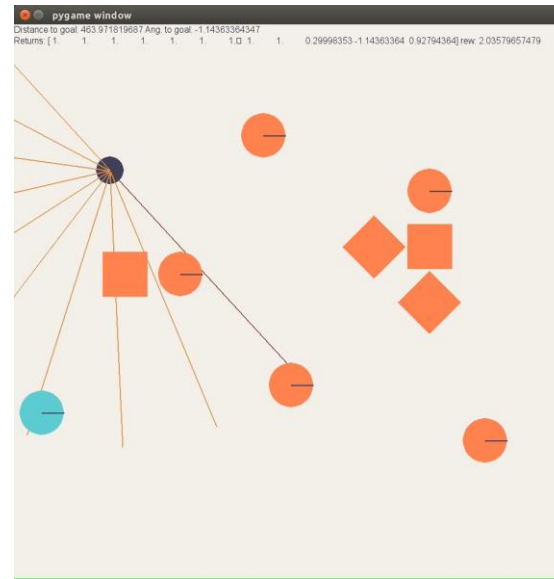 pygame window
Distance to goal: 463.971819687 Ang. to goal: -1.14363364347
Returns: [ 1. 1. 1. 1. 1. 1. 1.□ 1. 1. 0.29998353 -1.14363364 0.92794364] rew: 2.03579657479